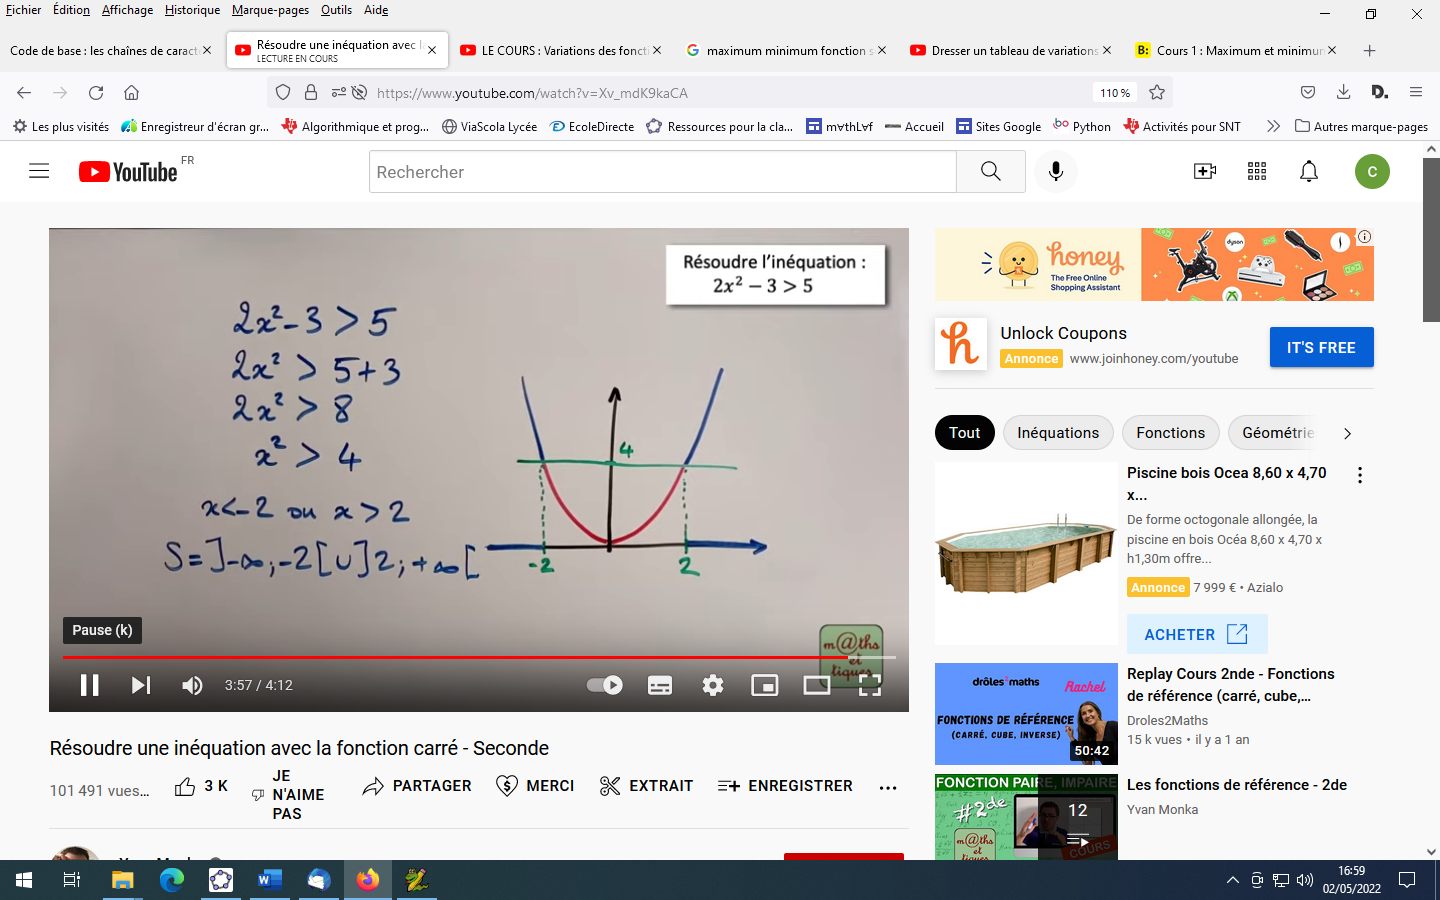 Fichier Édition Affichage Historique Marque-pages Outils Aide
Code de base : les chaînes de caract
Résoudre une inéquation avec l
LECTURE EN COURS
LE COURS : Variations des foncti
maximum minimum fonction s
Dresser un tableau de variations
B: Cours 1 : Maximum et minimum
https://www.youtube.com/watch?v=Xv_mdK9kaCA
110 %
D.
Les plus visités Enregistreur d'écran gr... Algorithmique et prog... ViaScola Lycée EcoleDirecte Ressources pour la cla... m∀thL∀f Accueil Sites Google Python Activités pour SNT Autres marque-pages
YouTube FR
Rechercher
C
Résoudre l'inéquation :
2x² − 3 > 5
2x² - 3 > 5
2x² > 5+3
2x² > 8
x² > 4
x<-2 ou x > 2
S = ]-∞ ; -2[ U ]2 ; +∞[
4
-2
2
Pause (k)
m@ths
et
tiques
3:57 / 4:12
Résoudre une inéquation avec la fonction carré - Seconde
101 491 vues...
3 K
JE N'AIME PAS
PARTAGER
MERCI
EXTRAIT
ENREGISTRER
honey
The Free Online
Shopping Assistant
dyson
Unlock Coupons
Annonce www.joinhoney.com/youtube
IT'S FREE
Tout Inéquations Fonctions Géométrie
Piscine bois Ocea 8,60 x 4,70
x...
De forme octogonale allongée, la
piscine en bois Océa 8,60 x 4,70 x
h1,30m offre...
Annonce 7 999 € • Azialo
ACHETER
drôles²maths
Rachel
FONCTIONS DE RÉFÉRENCE
(CARRÉ, CUBE, INVERSE)
50:42
Replay Cours 2nde - Fonctions
de référence (carré, cube,...
Droles2Maths
15 k vues • il y a 1 an
FONCTION PAIRE, IMPAIRE
#2de
12
m@ths
COURS
Les fonctions de référence - 2de
Yvan Monka
16:59
02/05/2022